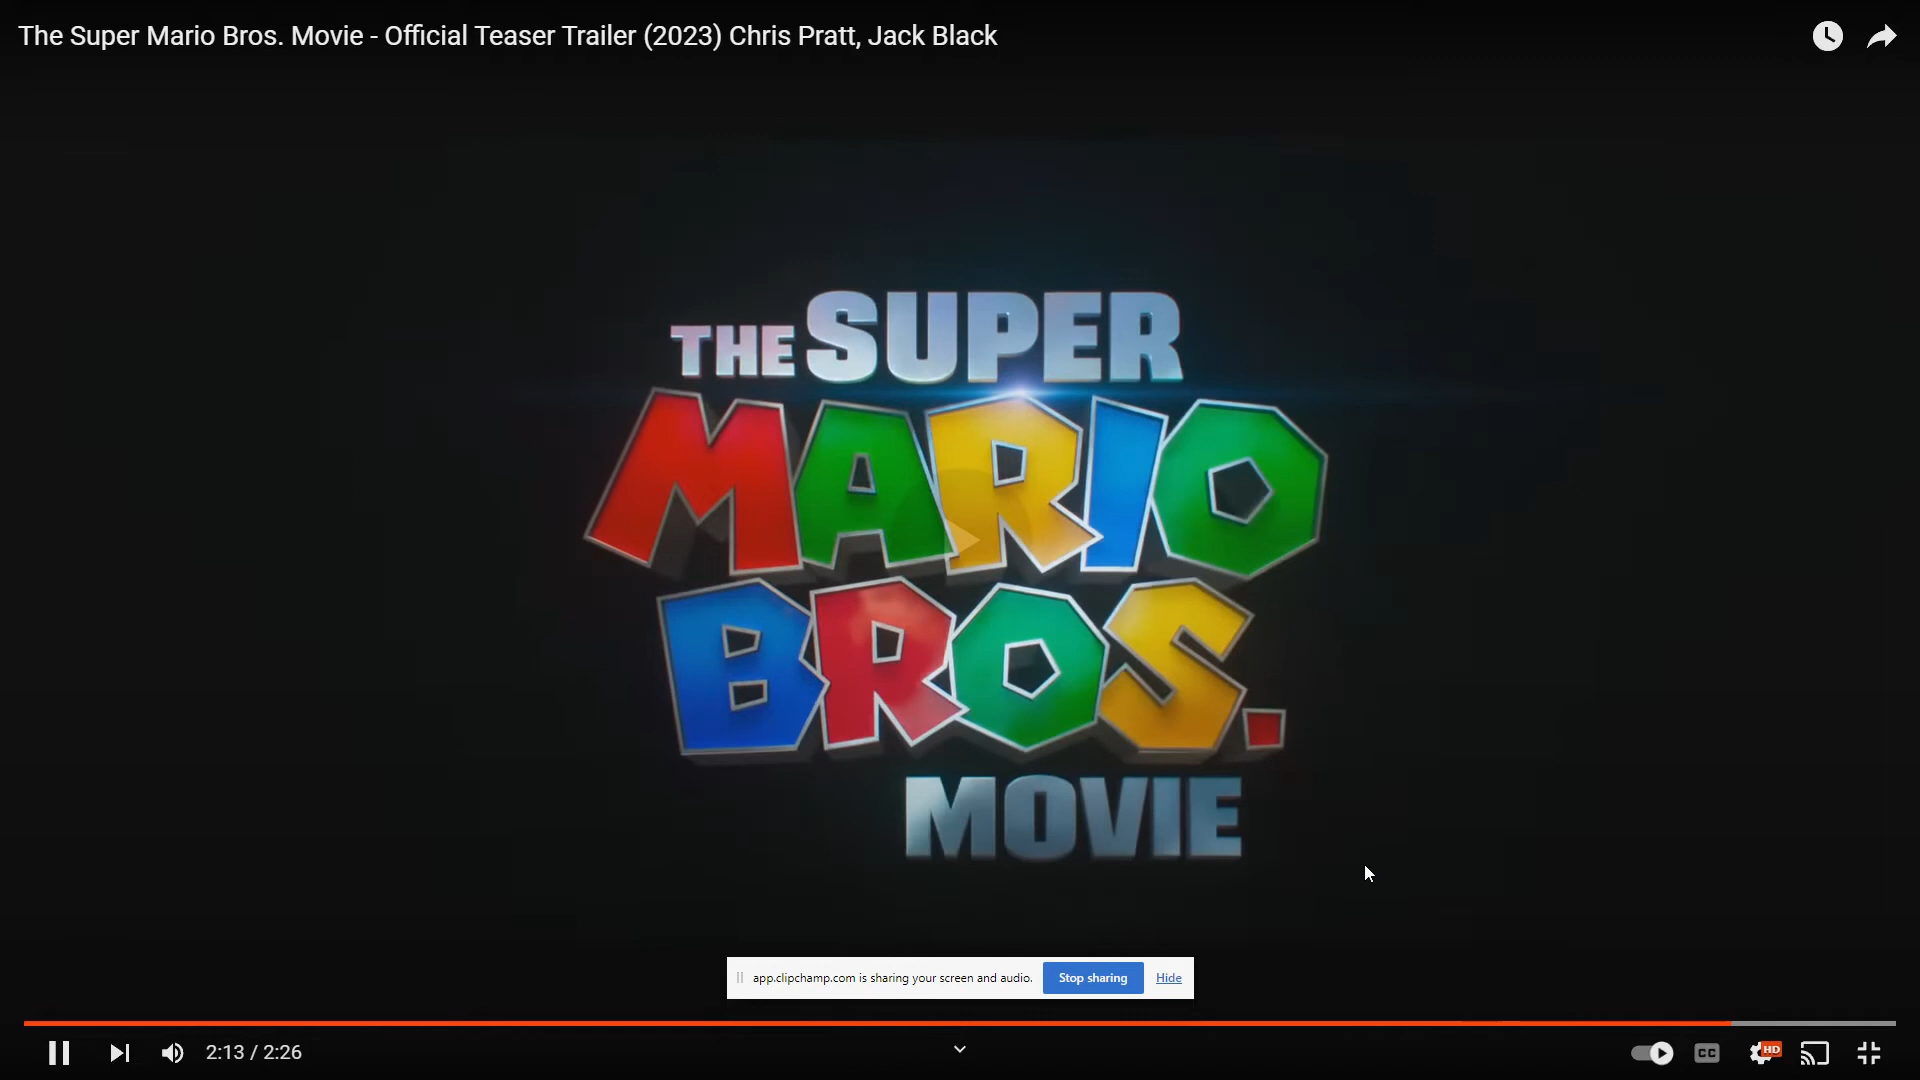 The Super Mario Bros. Movie - Official Teaser Trailer (2023) Chris Pratt, Jack Black
THE SUPER
MARIO
BROS.
MOVIE
app.clipchamp.com is sharing your screen and audio. Stop sharing Hide
2:13 / 2:26
CC
HD